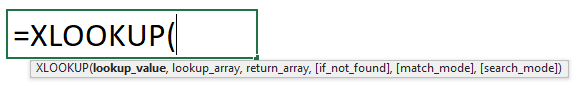 =XLOOKUP(
XLOOKUP(lookup_value, lookup_array, return_array, [if_not_found], [match_mode], [search_mode])